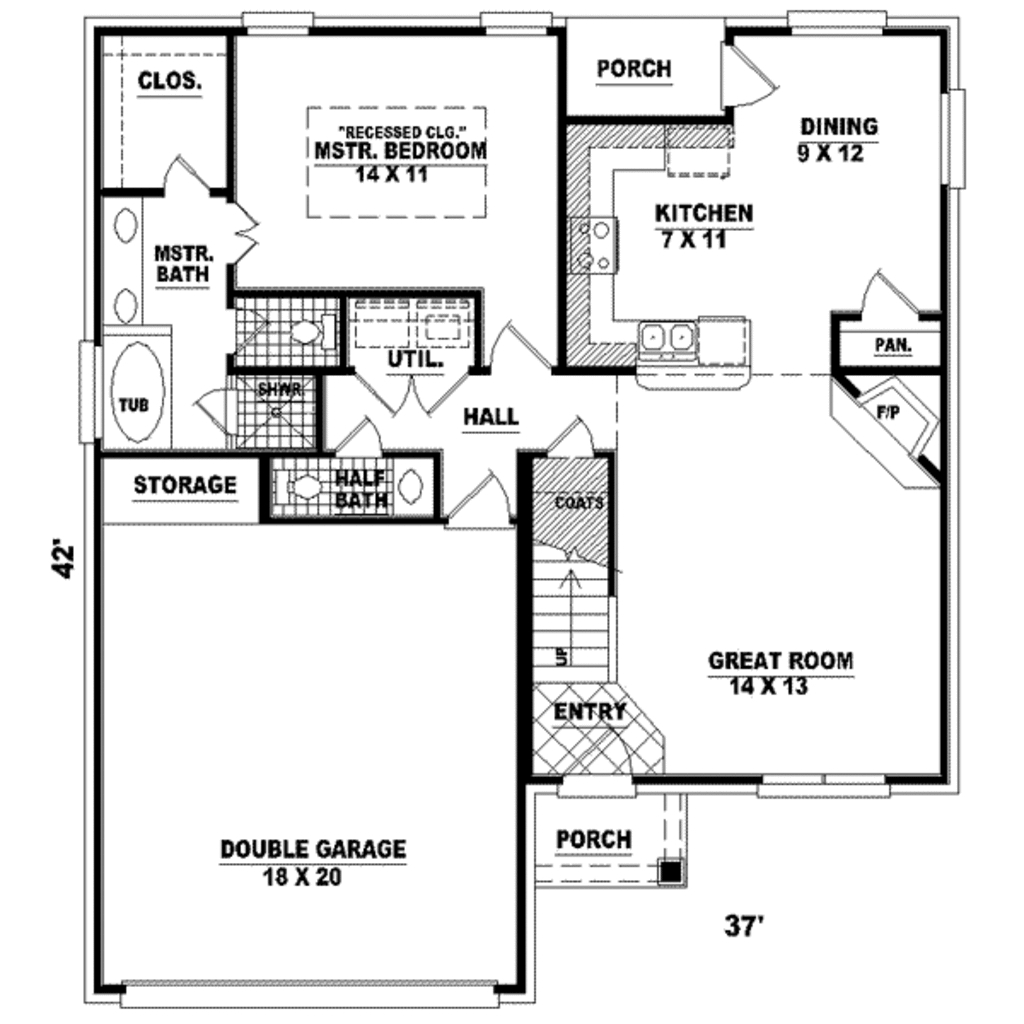 CLOS.
"RECESSED CLG."
MSTR. BEDROOM
14 X 11
PORCH
DINING
9 X 12
KITCHEN
7 X 11
MSTR.
BATH
UTIL.
PAN.
TUB
SHWR.
HALL
F/P
STORAGE
HALF
BATH
COATS
42'
UP
GREAT ROOM
14 X 13
ENTRY
DOUBLE GARAGE
18 X 20
PORCH
37'